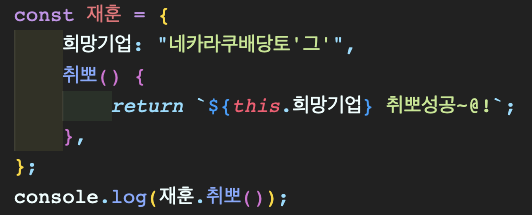 const 재훈 = {
희망기업: "네카라쿠배당토'그'",
취뽀() {
return `${this.희망기업} 취뽀성공~@!`;
},
};
console.log(재훈.취뽀());